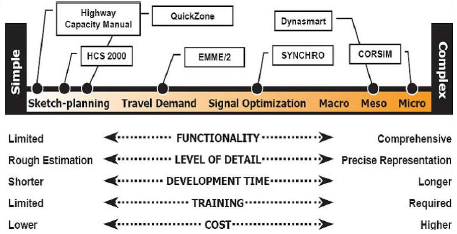 Highway
Capacity Manual
QuickZone
Dynasmart
HCS 2000
EMME/2
SYNCHRO
CORSIM
Simple
Complex
Sketch-planning Travel Demand Signal Optimization Macro Meso Micro
Limited FUNCTIONALITY Comprehensive
Rough Estimation LEVEL OF DETAIL Precise Representation
Shorter DEVELOPMENT TIME Longer
Limited TRAINING Required
Lower COST Higher